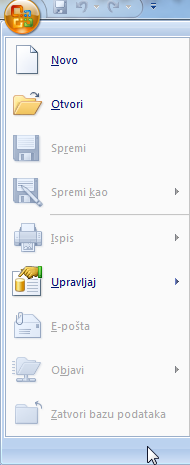 Novo
Otvori
Spremi
Spremi kao
Ispis
Upravljaj
E-pošta
Objavi
Zatvori bazu podataka